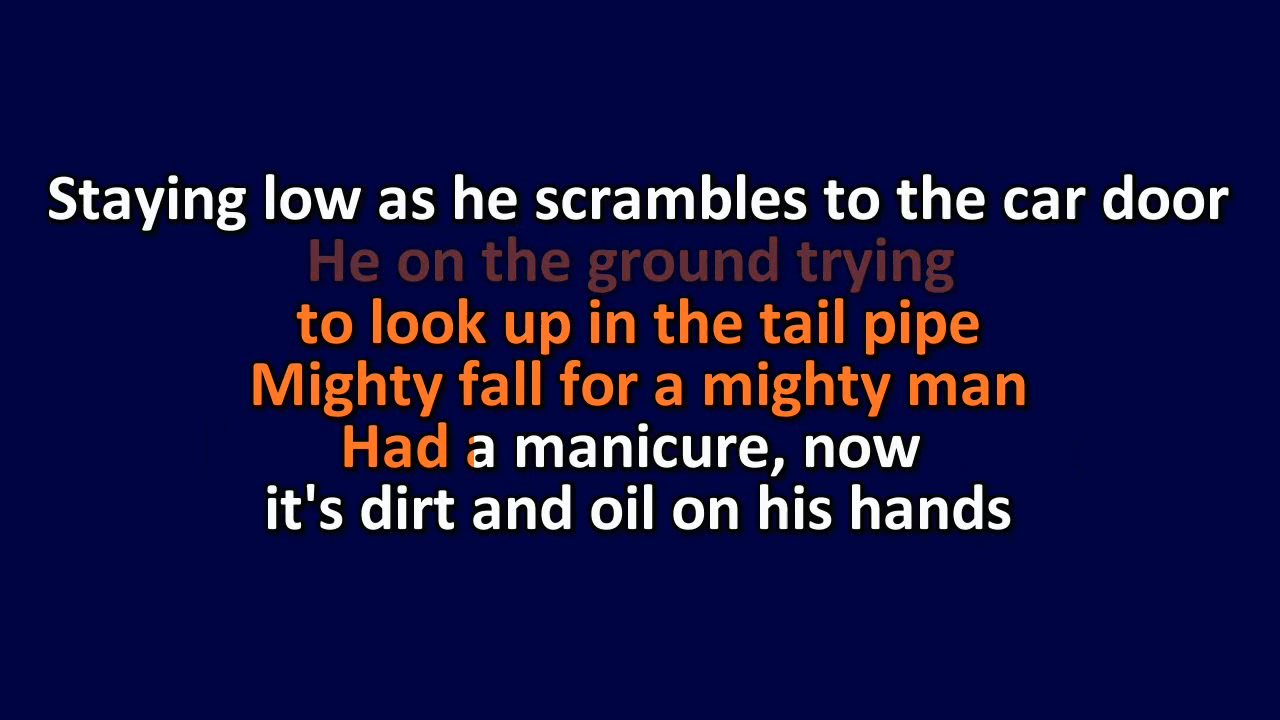 Staying low as he scrambles to the car door
He on the ground trying
to look up in the tail pipe
Mighty fall for a mighty man
Had a manicure, now
it's dirt and oil on his hands